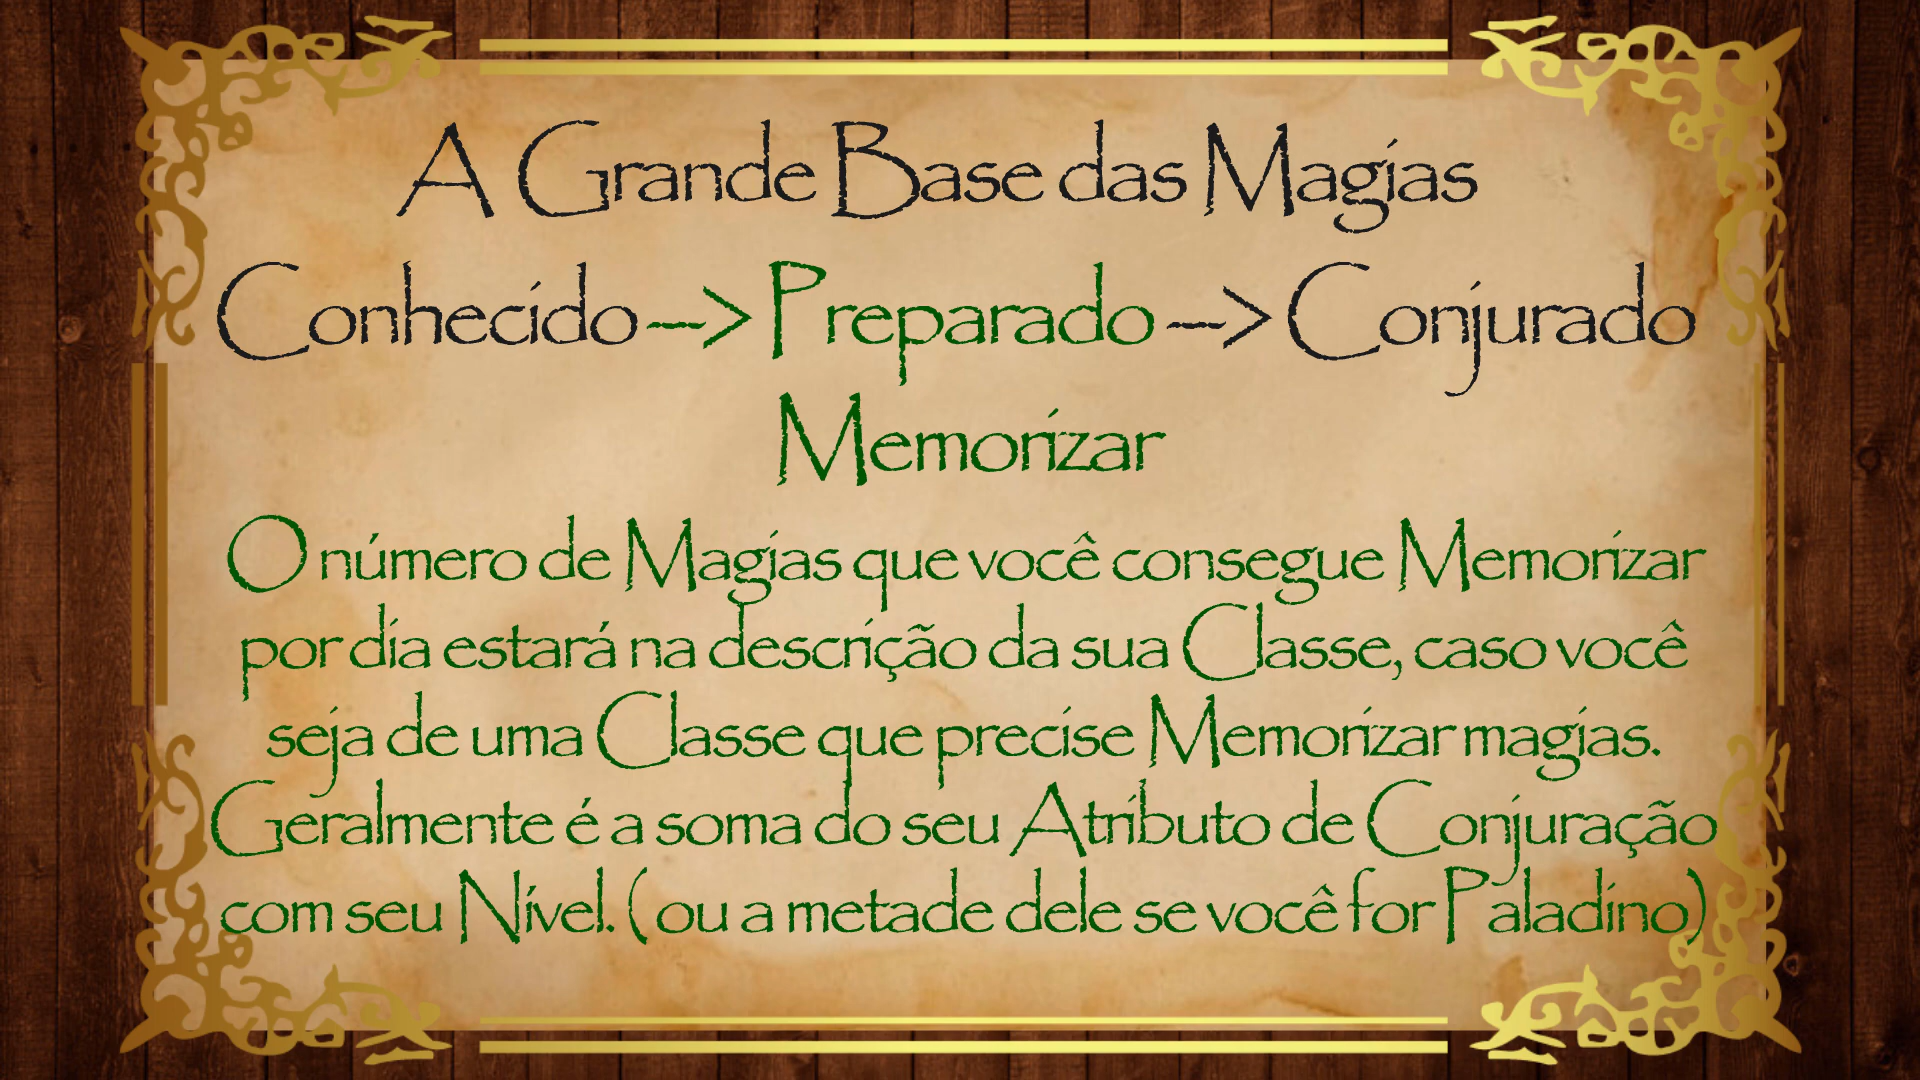 A Grande Base das Magias
Conhecido --> Preparado --> Conjurado
Memorizar
O número de Magias que você consegue Memorizar
por dia estará na descrição da sua Classe, caso você
seja de uma Classe que precise Memorizar magias.
Geralmente é a soma do seu Atributo de Conjuração
com seu Nível. ( ou a metade dele se você for Paladino)